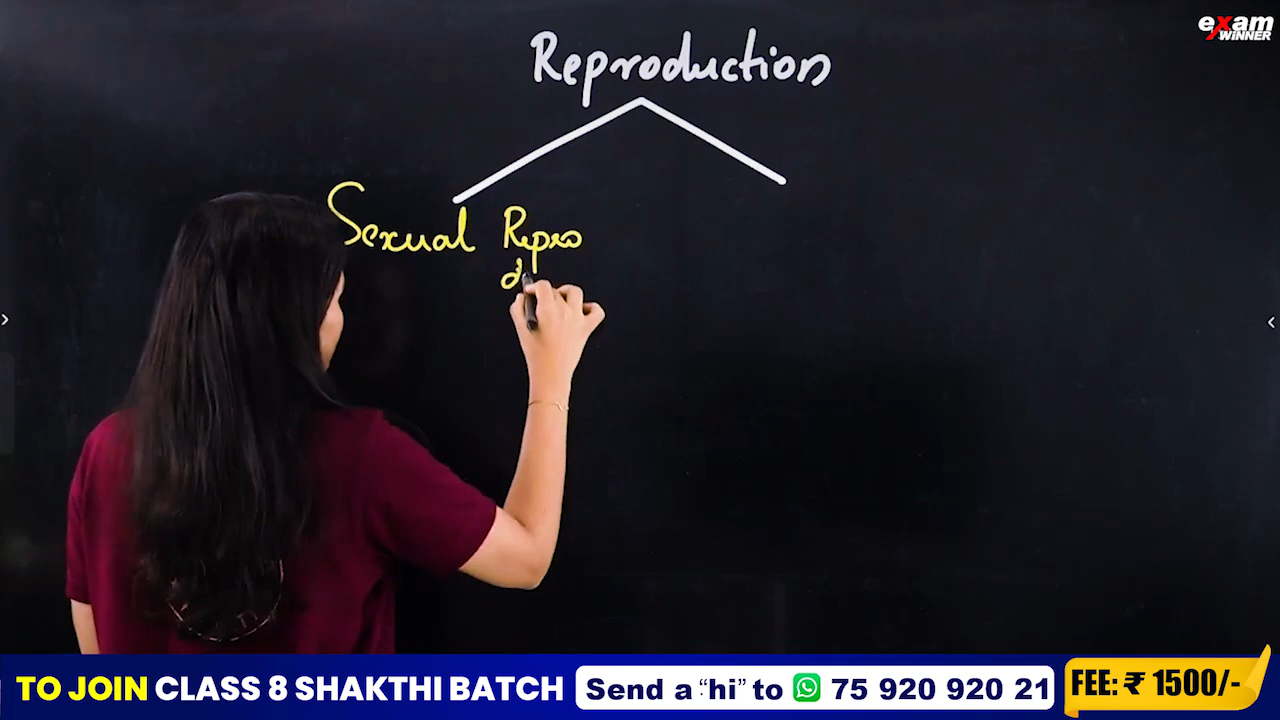 exam
WINNER
Reproduction
Sexual Repro
d
TO JOIN CLASS 8 SHAKTHI BATCH
Send a “hi” to 75 920 920 21
FEE: ₹ 1500/-